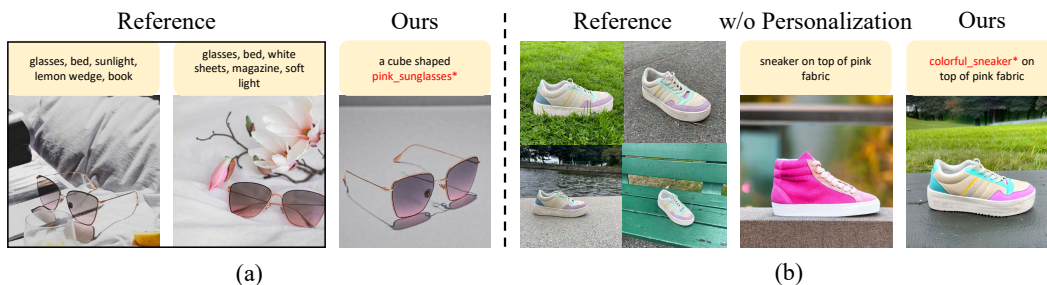 Reference
Ours
glasses, bed, sunlight,
lemon wedge, book
glasses, bed, white
sheets, magazine, soft
light
a cube shaped
pink_sunglasses*
(a)
Reference
w/o Personalization
Ours
sneaker on top of pink
fabric
colorful_sneaker* on
top of pink fabric
(b)